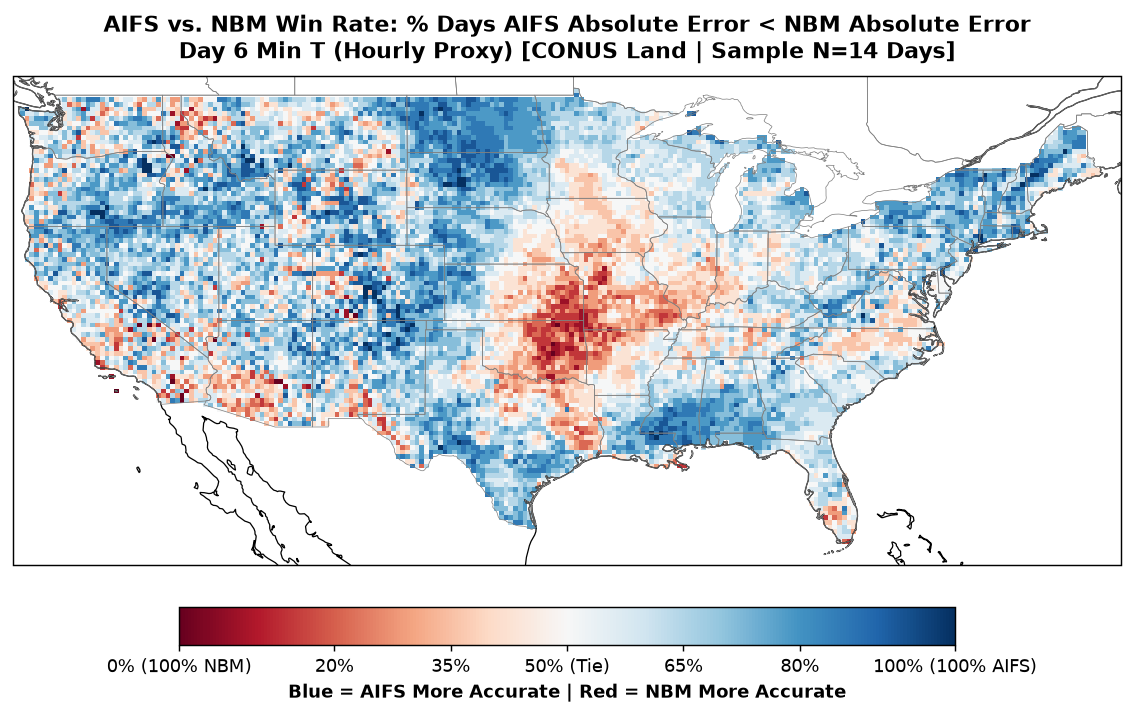 AIFS vs. NBM Win Rate: % Days AIFS Absolute Error < NBM Absolute Error
Day 6 Min T (Hourly Proxy) [CONUS Land | Sample N=14 Days]
0% (100% NBM) 20% 35% 50% (Tie) 65% 80% 100% (100% AIFS)
Blue = AIFS More Accurate | Red = NBM More Accurate